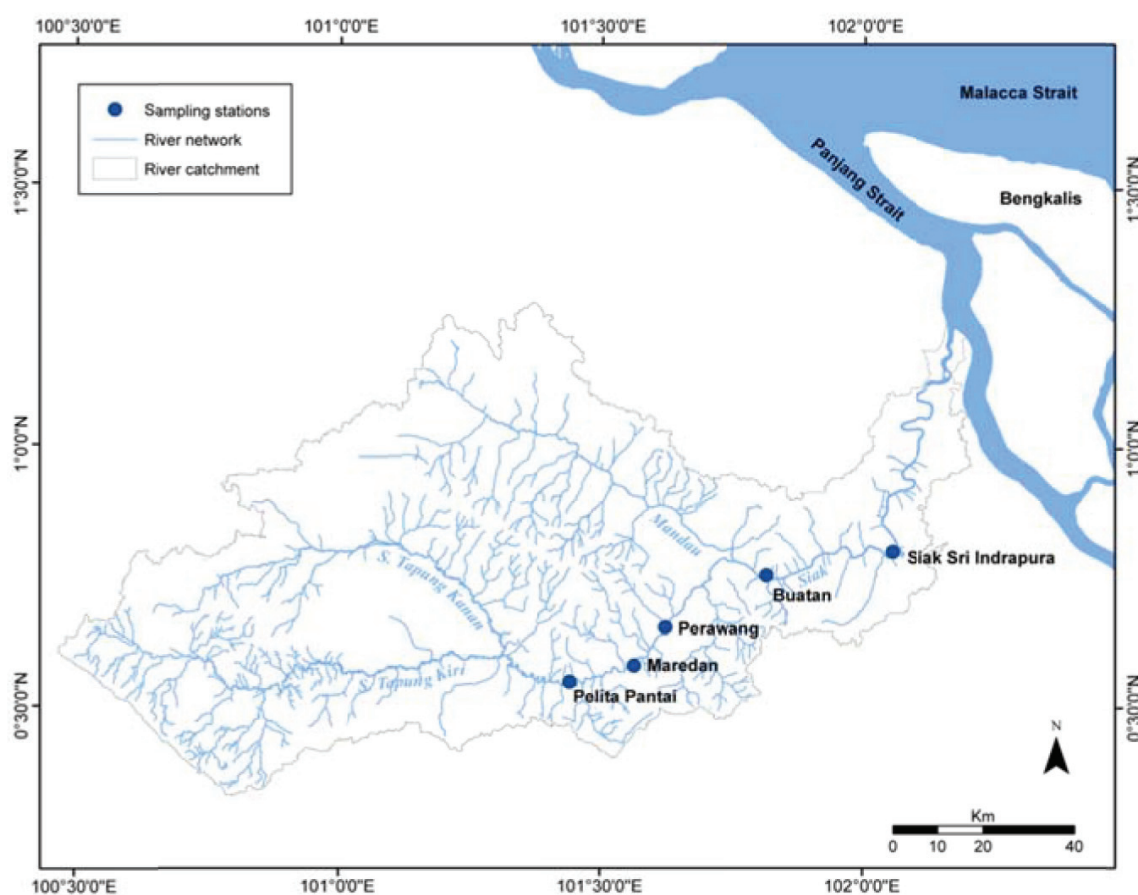 100°30'0"E
101°0'0"E
101°30'0"E
102°0'0"E
Sampling stations
River network
River catchment
Malacca Strait
Panjang Strait
Bengkalis
1°30'0"N
1°30'0"N
1°0'0"N
1°0'0"N
Mandau
S. Tapung Kanan
Siak
Siak Sri Indrapura
Buatan
Perawang
Maredan
S. Tapung Kiri
Pelita Pantai
0°30'0"N
0°30'0"N
N
Km
0 10 20 40
100°30'0"E
101°0'0"E
101°30'0"E
102°0'0"E